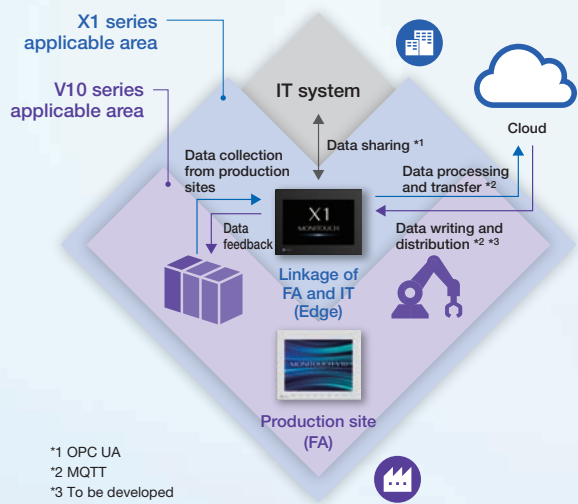 X1 series
applicable area
V10 series
applicable area
IT system
Cloud
Data sharing *1
Data collection
from production
sites
Data processing
and transfer *2
X1
MONITOUCH
Data
feedback
Data writing and
distribution *2 *3
Linkage of
FA and IT
(Edge)
MONITOUCH V10
Production site
(FA)
*1 OPC UA
*2 MQTT
*3 To be developed